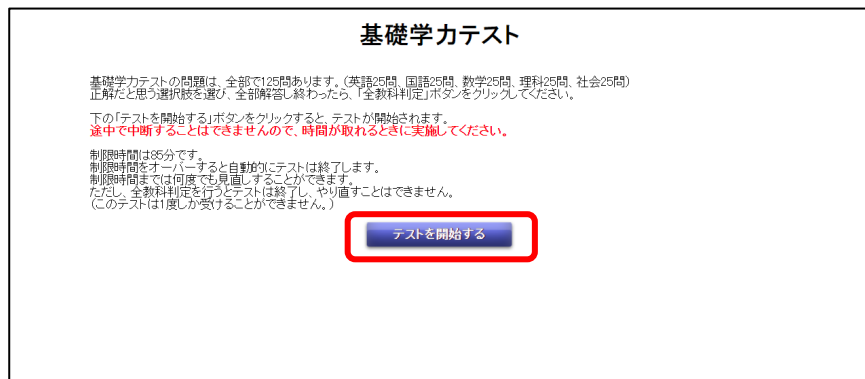 基礎学力テスト
基礎学力テストの問題は、全部で125問あります。(英語25問、国語25問、数学25問、理科25問、社会25問)
正解だと思う選択肢を選び、全部解答し終わったら、「全教科判定」ボタンをクリックしてください。
下の「テストを開始する」ボタンをクリックすると、テストが開始されます。
途中で中断することはできませんので、時間が取れるときに実施してください。
制限時間は85分です。
制限時間をオーバーすると自動的にテストは終了します。
制限時間までは何度でも見直しすることができます。
ただし、全教科判定を行うとテストは終了し、やり直すことはできません。
(このテストは1度しか受けることができません。)
テストを開始する